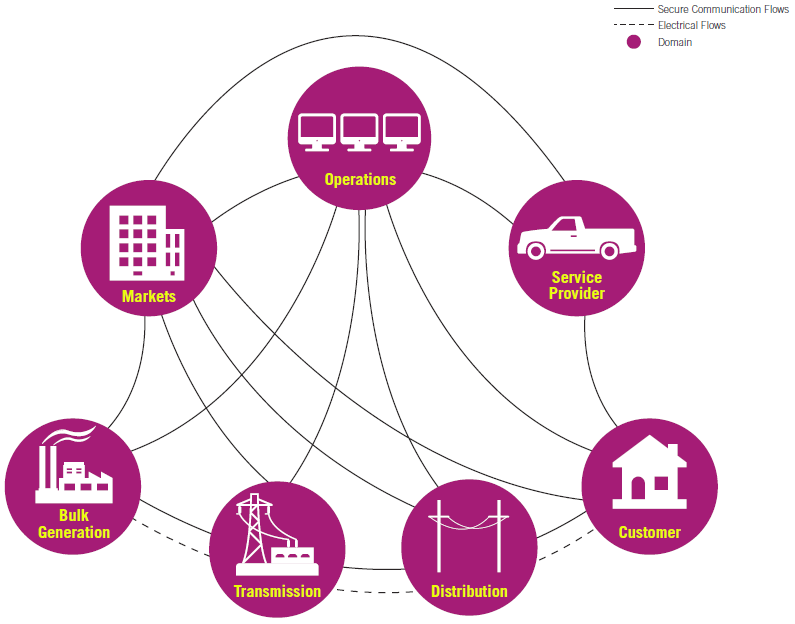 Secure Communication Flows
Electrical Flows
Domain
Operations
Markets
Service
Provider
Bulk
Generation
Transmission
Distribution
Customer